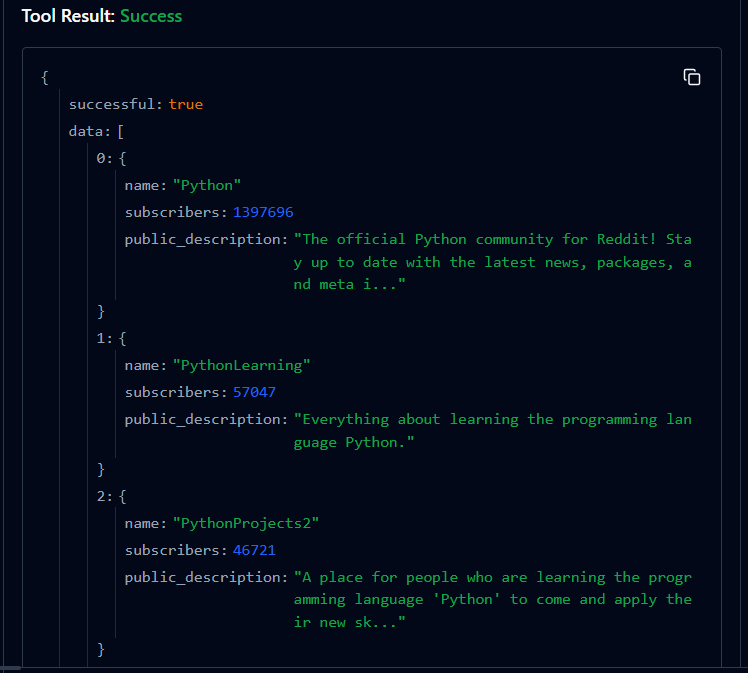 Tool Result: Success
{
successful: true
data: [
0: {
name: "Python"
subscribers: 1397696
public_description: "The official Python community for Reddit! Sta
y up to date with the latest news, packages, a
nd meta i..."
}
1: {
name: "PythonLearning"
subscribers: 57047
public_description: "Everything about learning the programming lan
guage Python."
}
2: {
name: "PythonProjects2"
subscribers: 46721
public_description: "A place for people who are learning the progr
amming language 'Python' to come and apply the
ir new sk..."
}